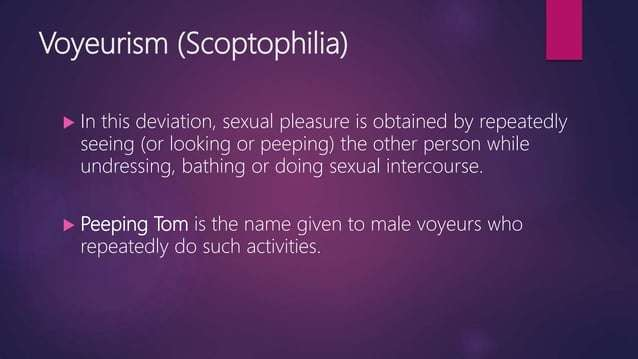 Voyeurism (Scoptophilia)
In this deviation, sexual pleasure is obtained by repeatedly
seeing (or looking or peeping) the other person while
undressing, bathing or doing sexual intercourse.
Peeping Tom is the name given to male voyeurs who
repeatedly do such activities.